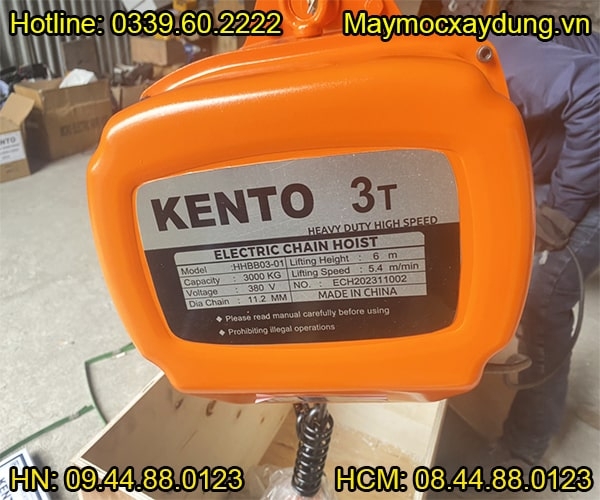 Hotline: 0339.60.2222 Maymocxaydung.vn
KENTO
KENTO 3T
HEAVY DUTY HIGH SPEED
ELECTRIC CHAIN HOIST
Model : HHBB03-01 Lifting Height : 6 m
Capacity : 3000 KG Lifting Speed : 5.4 m/min
Voltage : 380 V NO. : ECH202311002
Dia Chain : 11.2 MM MADE IN CHINA
◆ Please read manual carefully before using
◆ Prohibiting illegal operations
HN: 09.44.88.0123 HCM: 08.44.88.0123